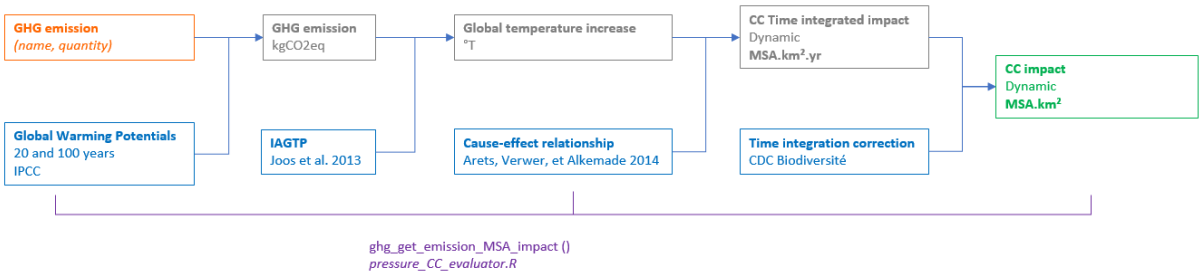 GHG emission
(name, quantity)
GHG emission
kgCO2eq
Global temperature increase
°T
CC Time integrated impact
Dynamic
MSA.km².yr
CC impact
Dynamic
MSA.km²
Global Warming Potentials
20 and 100 years
IPCC
IAGTP
Joos et al. 2013
Cause-effect relationship
Arets, Verwer, et Alkemade 2014
Time integration correction
CDC Biodiversité
ghg_get_emission_MSA_impact ()
pressure_CC_evaluator.R